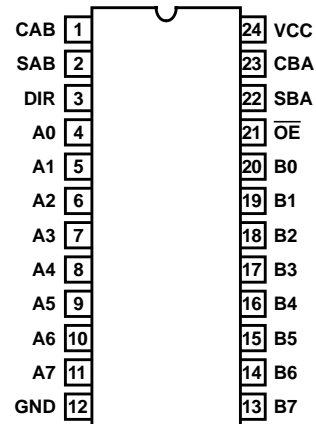 CAB 1 24 VCC
SAB 2 23 CBA
DIR 3 22 SBA
A0 4 21 O̅E̅
A1 5 20 B0
A2 6 19 B1
A3 7 18 B2
A4 8 17 B3
A5 9 16 B4
A6 10 15 B5
A7 11 14 B6
GND 12 13 B7